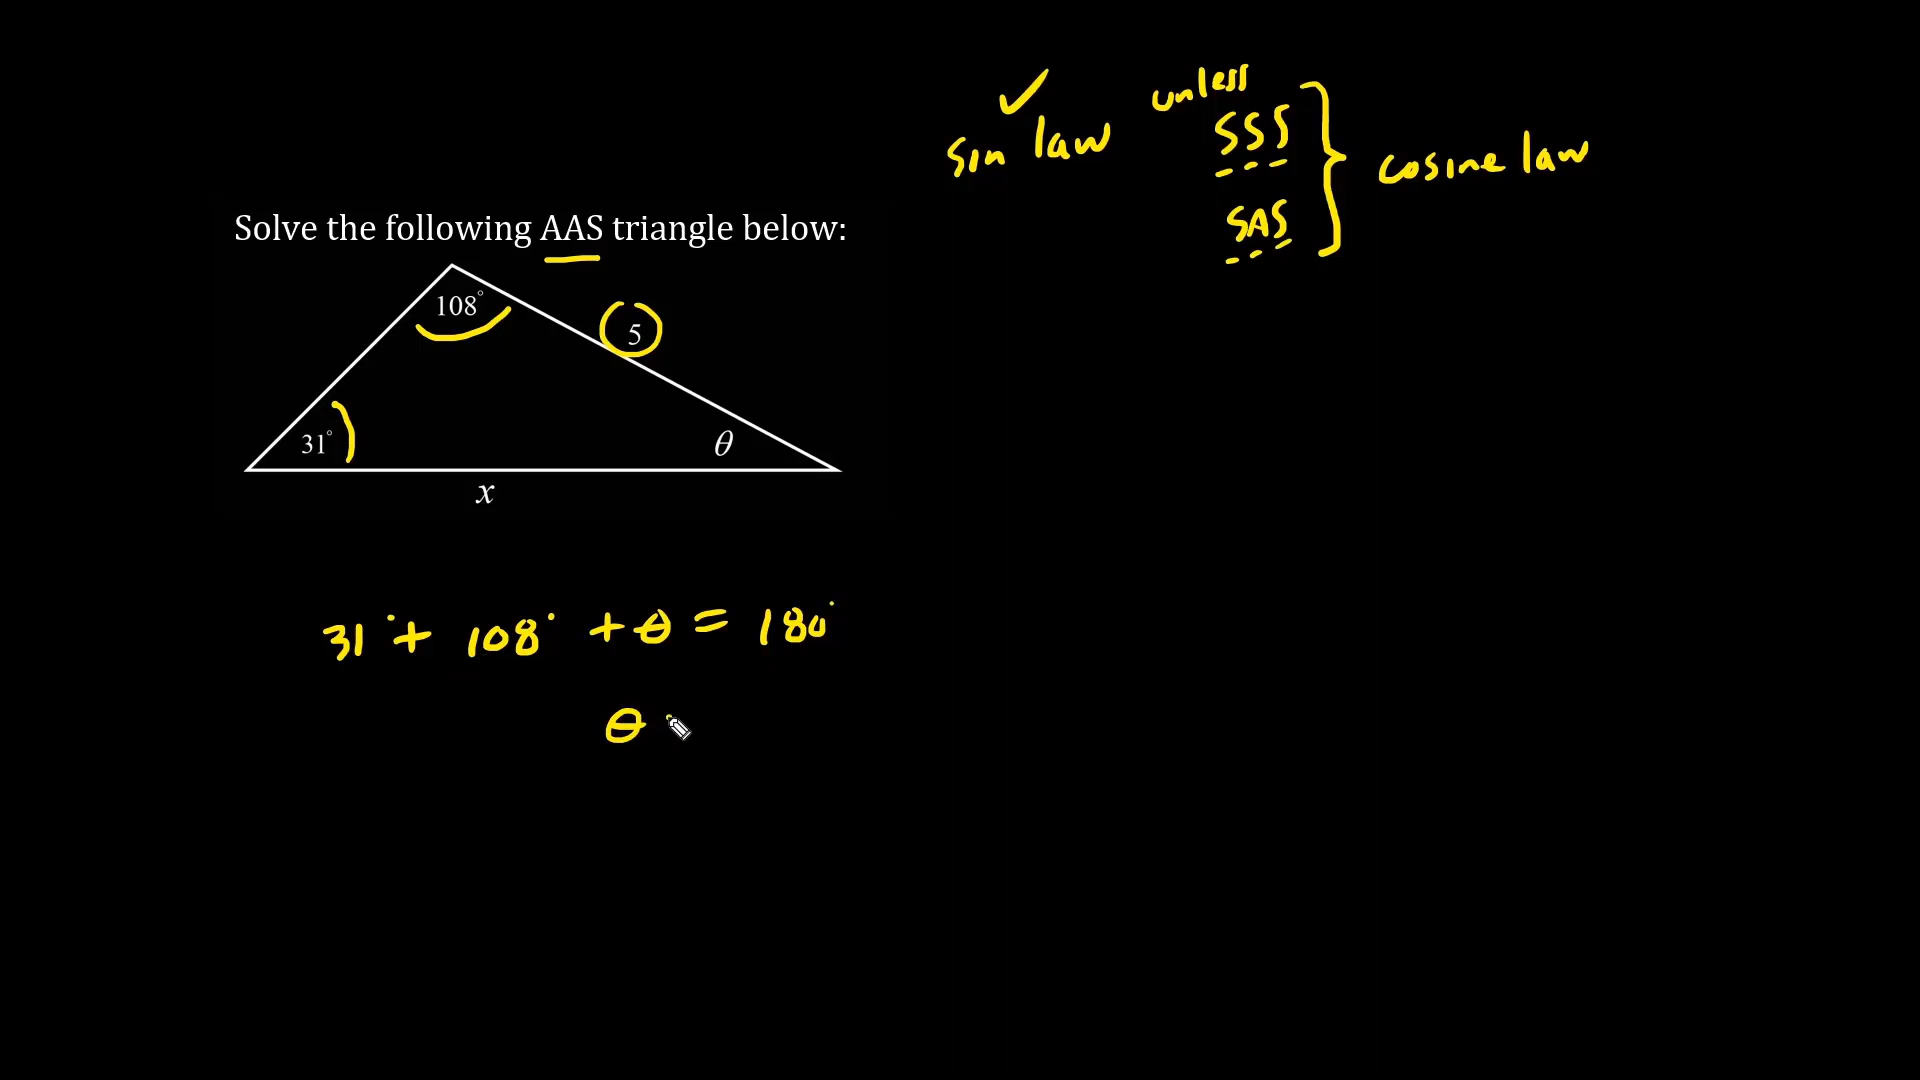 unless
sin law
SSS
cosine law
SAS
Solve the following AAS triangle below:
108°
5
31°
θ
x
31° + 108° + θ = 180°
θ